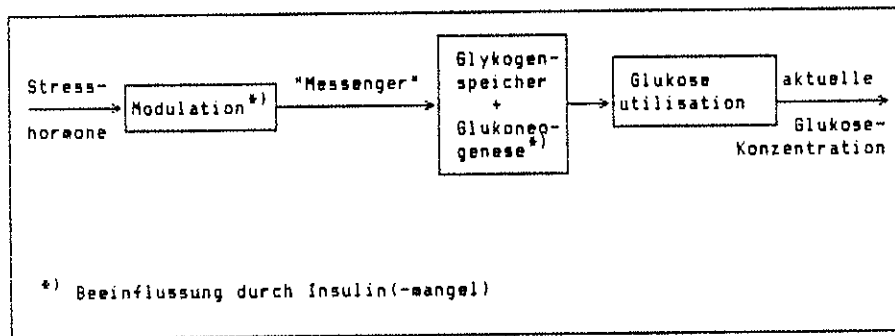 Stress-
hormone
Modulation*)
"Messenger"
Glykogen-
speicher
+
Glukoneo-
genese*)
Glukose
utilisation
aktuelle
Glukose-
Konzentration
*) Beeinflussung durch Insulin(-mangel)